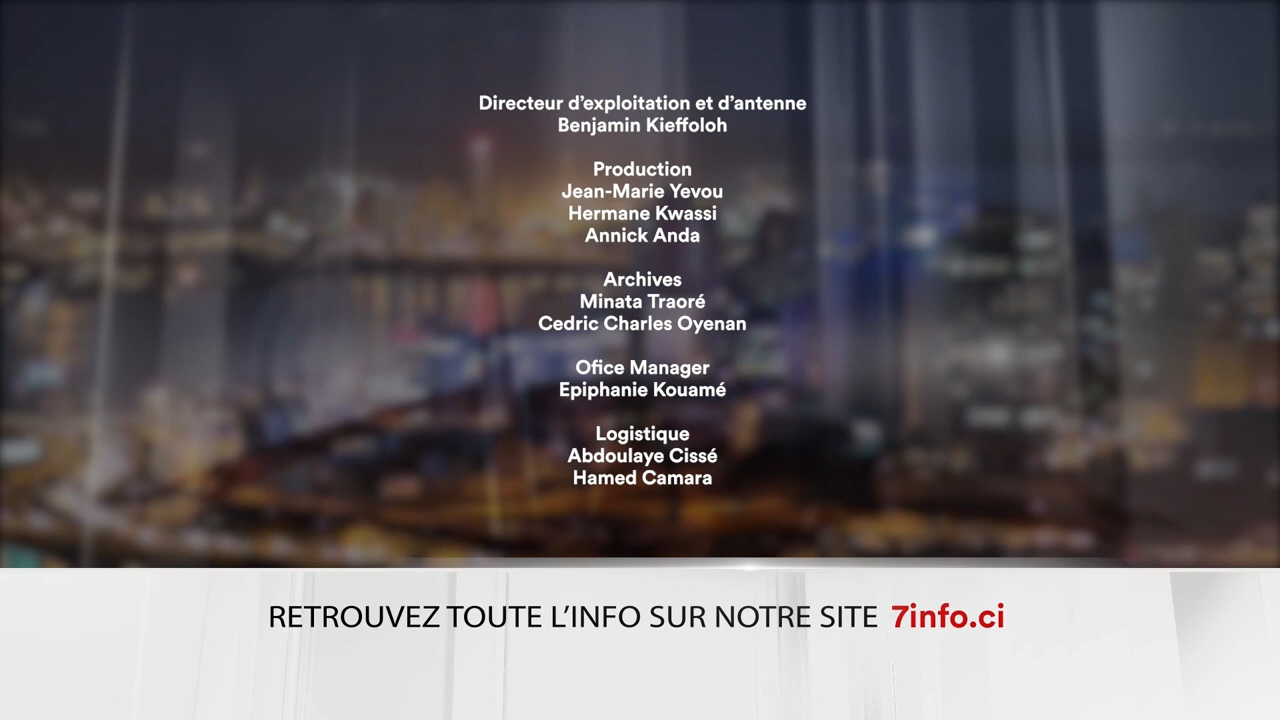 Directeur d'exploitation et d'antenne
Benjamin Kieffoloh
Production
Jean-Marie Yevou
Hermane Kwassi
Annick Anda
Archives
Minata Traoré
Cedric Charles Oyenan
Ofice Manager
Epiphanie Kouamé
Logistique
Abdoulaye Cissé
Hamed Camara
RETROUVEZ TOUTE L'INFO SUR NOTRE SITE 7info.ci